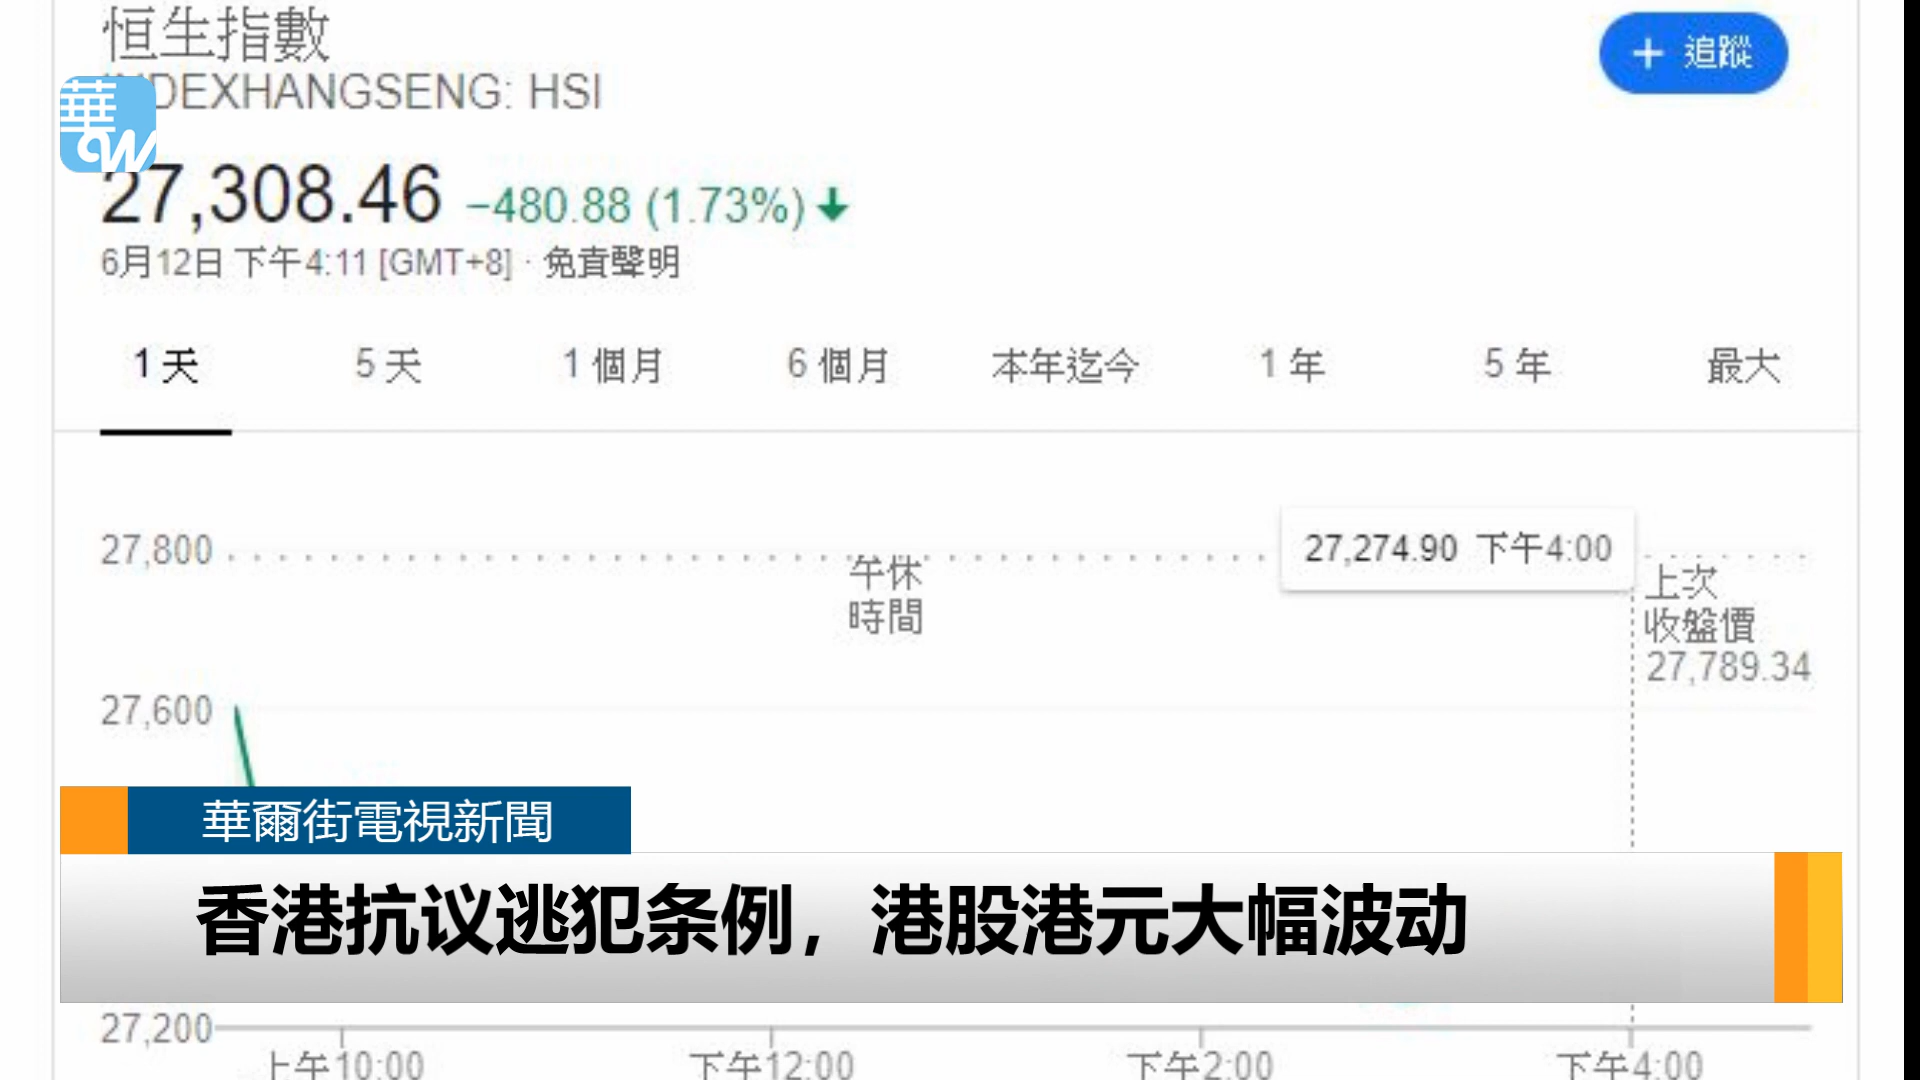 恒生指數
INDEXHANGSENG: HSI
+ 追蹤
華W
27,308.46 −480.88 (1.73%)
6月12日 下午4:11 [GMT+8] · 免責聲明
1 天 5 天 1 個月 6 個月 本年迄今 1 年 5 年 最大
27,800
午休
時間
27,274.90 下午4:00
上次
收盤價
27,789.34
27,600
華爾街電視新聞
香港抗议逃犯条例，港股港元大幅波动
27,200
上午10:00 下午12:00 下午2:00 下午4:00